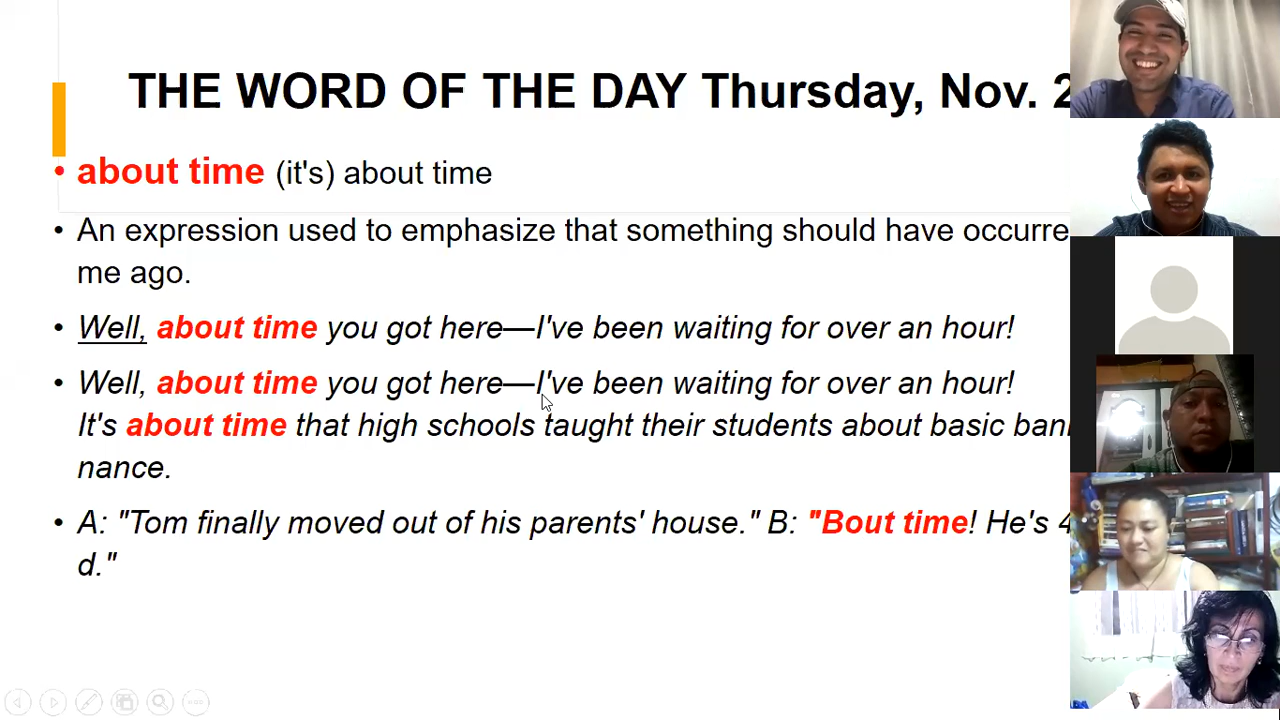 THE WORD OF THE DAY Thursday, Nov. 2
• about time (it's) about time
• An expression used to emphasize that something should have occurre
me ago.
• Well, about time you got here—I've been waiting for over an hour!
• Well, about time you got here—I've been waiting for over an hour!
It's about time that high schools taught their students about basic ban
nance.
• A: "Tom finally moved out of his parents' house." B: "Bout time! He's 4
d."